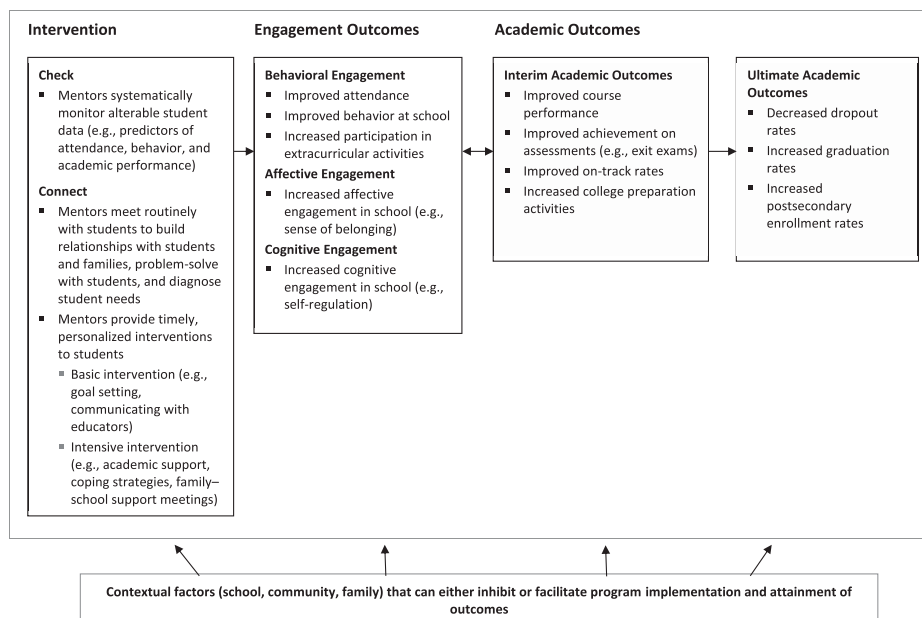 Intervention
Check
▪ Mentors systematically
monitor alterable student
data (e.g., predictors of
attendance, behavior, and
academic performance)
Connect
▪ Mentors meet routinely
with students to build
relationships with students
and families, problem-solve
with students, and diagnose
student needs
▪ Mentors provide timely,
personalized interventions
to students
▪ Basic intervention (e.g.,
goal setting,
communicating with
educators)
▪ Intensive intervention
(e.g., academic support,
coping strategies, family–
school support meetings)
Engagement Outcomes
Behavioral Engagement
▪ Improved attendance
▪ Improved behavior at school
▪ Increased participation in
extracurricular activities
Affective Engagement
▪ Increased affective
engagement in school (e.g.,
sense of belonging)
Cognitive Engagement
▪ Increased cognitive
engagement in school (e.g.,
self-regulation)
Academic Outcomes
Interim Academic Outcomes
▪ Improved course
performance
▪ Improved achievement on
assessments (e.g., exit exams)
▪ Improved on-track rates
▪ Increased college preparation
activities
Ultimate Academic
Outcomes
▪ Decreased dropout
rates
▪ Increased graduation
rates
▪ Increased
postsecondary
enrollment rates
Contextual factors (school, community, family) that can either inhibit or facilitate program implementation and attainment of
outcomes